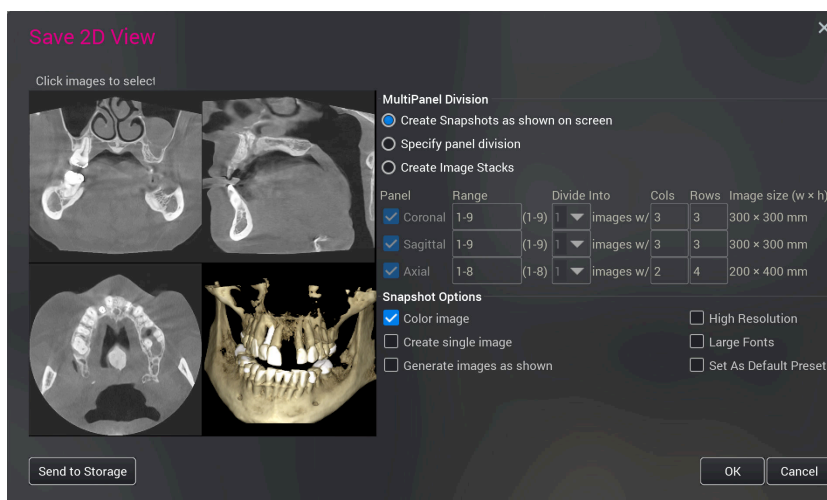 Save 2D View
Click images to select
MultiPanel Division
Create Snapshots as shown on screen
Specify panel division
Create Image Stacks
Panel Range Divide Into Cols Rows Image size (w × h)
Coronal 1-9 (1-9) 1 images w/ 3 3 300 × 300 mm
Sagittal 1-9 (1-9) 1 images w/ 3 3 300 × 300 mm
Axial 1-8 (1-8) 1 images w/ 2 4 200 × 400 mm
Snapshot Options
Color image High Resolution
Create single image Large Fonts
Generate images as shown Set As Default Preset
Send to Storage OK Cancel